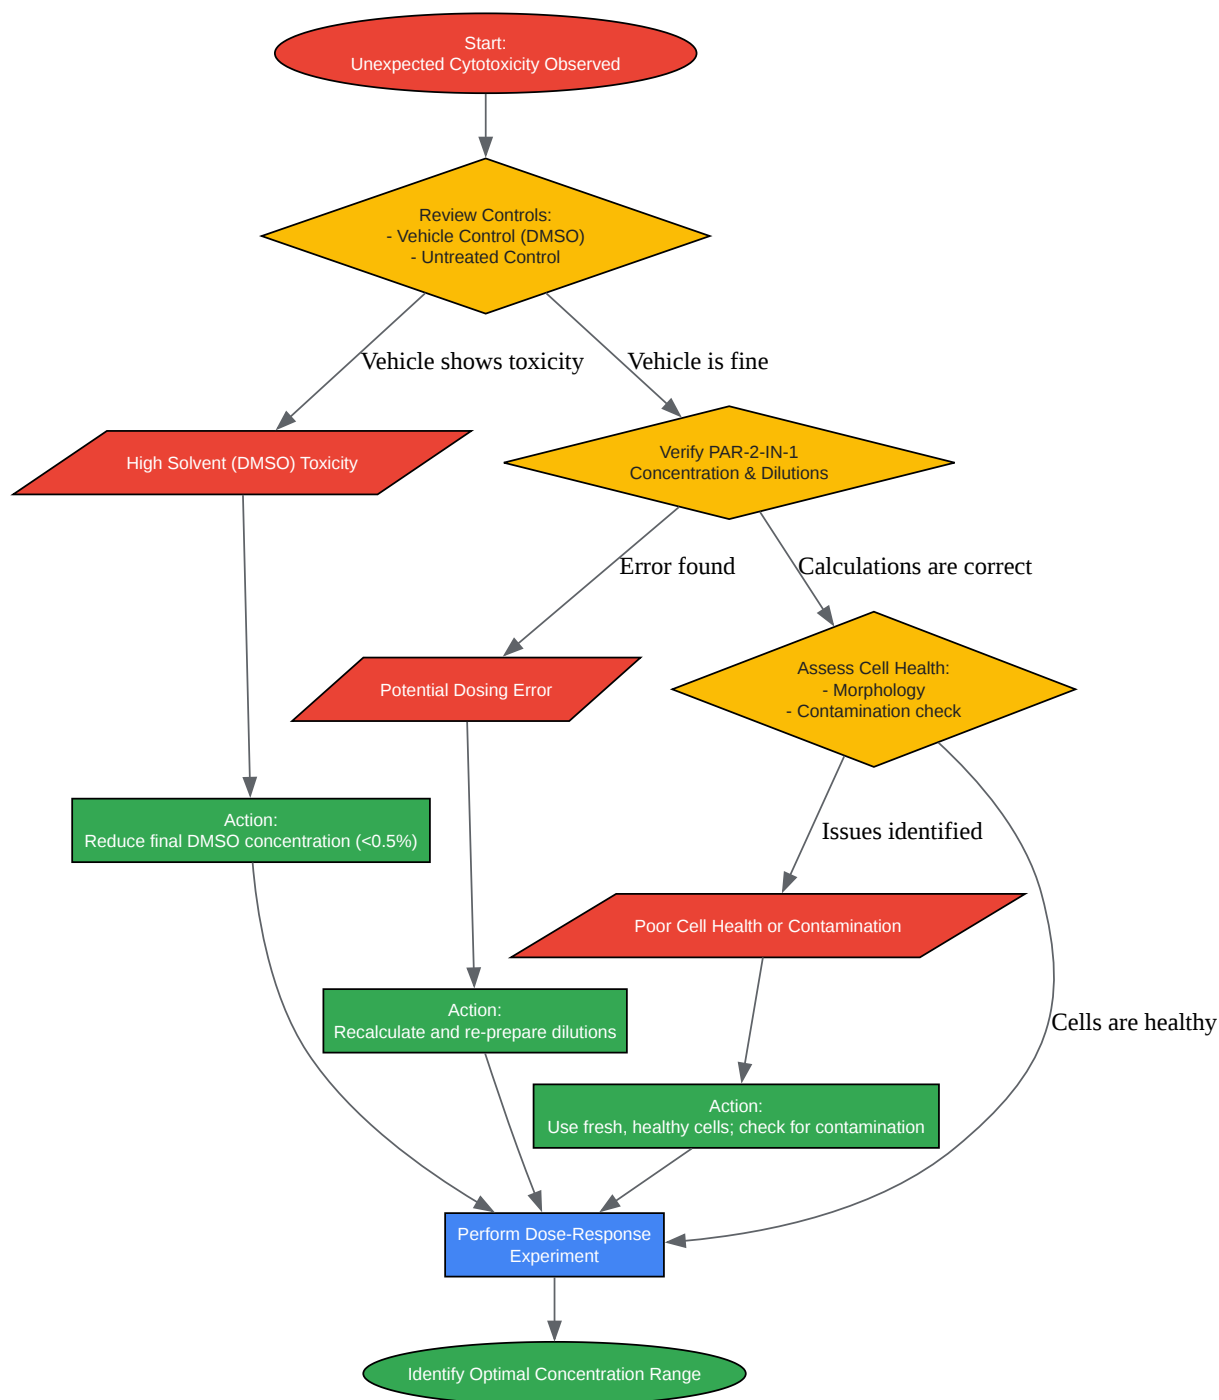 Start:
Unexpected Cytotoxicity Observed
Review Controls:
- Vehicle Control (DMSO)
- Untreated Control
Vehicle shows toxicity
Vehicle is fine
High Solvent (DMSO) Toxicity
Verify PAR-2-IN-1
Concentration & Dilutions
Error found
Calculations are correct
Potential Dosing Error
Assess Cell Health:
- Morphology
- Contamination check
Action:
Reduce final DMSO concentration (<0.5%)
Issues identified
Poor Cell Health or Contamination
Action:
Recalculate and re-prepare dilutions
Cells are healthy
Action:
Use fresh, healthy cells; check for contamination
Perform Dose-Response
Experiment
Identify Optimal Concentration Range